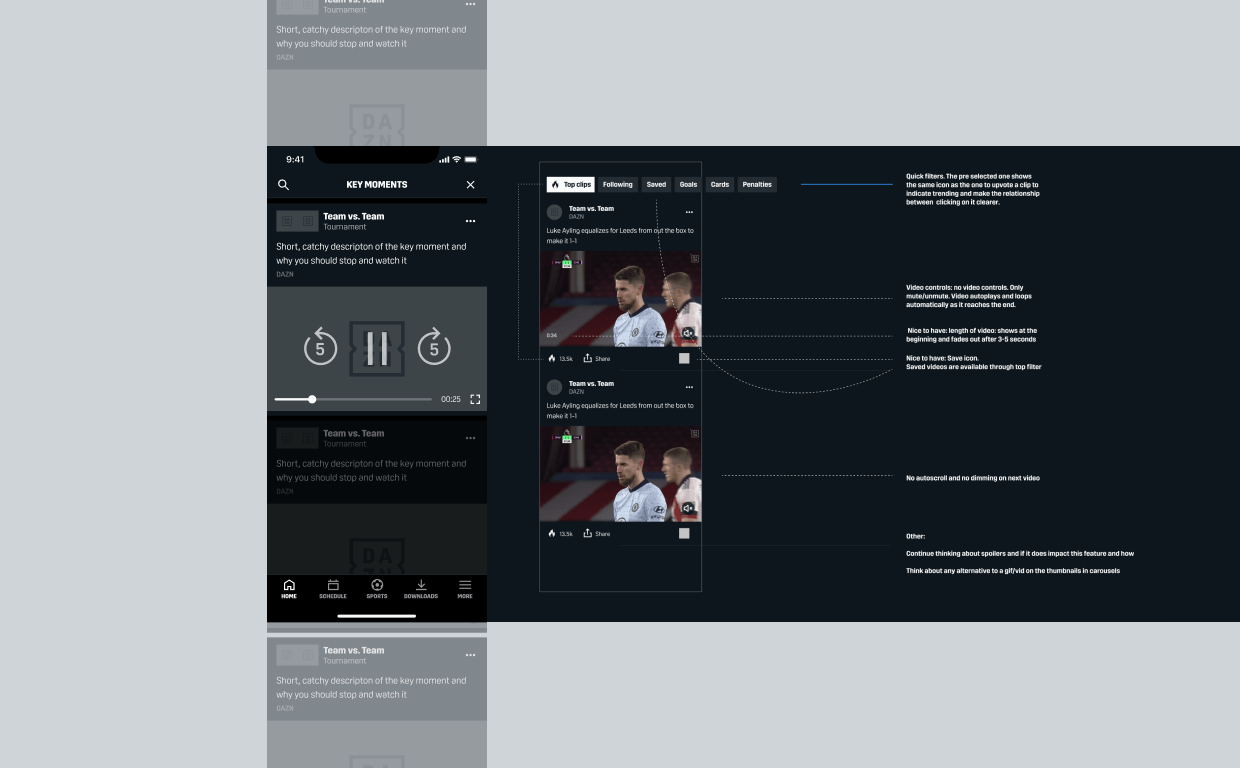 Team vs. Team
Tournament
Short, catchy descripton of the key moment and
why you should stop and watch it
DAZN
DA
ZN
9:41
KEY MOMENTS
Team vs. Team
Tournament
Short, catchy descripton of the key moment and
why you should stop and watch it
DAZN
5
5
00:25
Team vs. Team
Tournament
Short, catchy descripton of the key moment and
why you should stop and watch it
DAZN
DA
HOME
SCHEDULE
SPORTS
DOWNLOADS
MORE
Team vs. Team
Tournament
Short, catchy descripton of the key moment and
why you should stop and watch it
DAZN
DA
Top clips
Following
Saved
Goals
Cards
Penalties
Team vs. Team
DAZN
Luke Ayling equalizes for Leeds from out the box to
make it 1-1
0:34
13.5k
Share
Team vs. Team
DAZN
Luke Ayling equalizes for Leeds from out the box to
make it 1-1
13.5k
Share
Quick filters. The pre selected one shows
the same icon as the one to upvote a clip to
indicate trending and make the relationship
between clicking on it clearer.
Video controls: no video controls. Only
mute/unmute. Video autoplays and loops
automatically as it reaches the end.
Nice to have: length of video: shows at the
beginning and fades out after 3-5 seconds
Nice to have: Save icon.
Saved videos are available through top filter
No autoscroll and no dimming on next video
Other:
Continue thinking about spoilers and if it does impact this feature and how
Think about any alternative to a gif/vid on the thumbnails in carousels